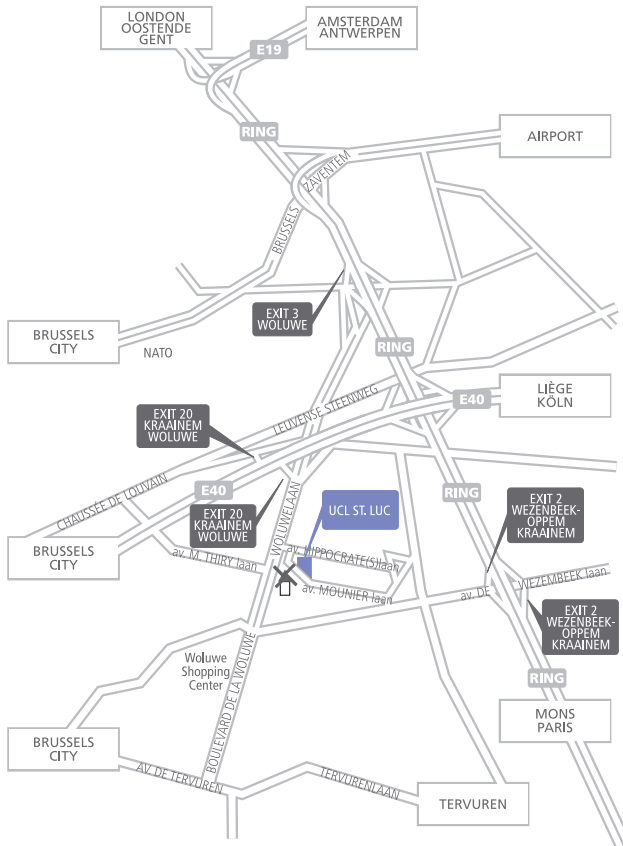 LONDON
OOSTENDE
GENT
AMSTERDAM
ANTWERPEN
E19
RING
AIRPORT
BRUSSELS
ZAVENTEM
EXIT 3
WOLUWE
BRUSSELS
CITY
NATO
RING
LIÈGE
KÖLN
E40
LEUVENSE STEENWEG
EXIT 20
KRAAINEM
WOLUWE
CHAUSSÉE DE LOUVAIN
E40
EXIT 20
KRAAINEM
WOLUWE
WOLUWELAAN
UCL ST. LUC
RING
EXIT 2
WEZENBEEK-
OPPEM
KRAAINEM
BRUSSELS
CITY
av. M. THIRY laan
av. HIPPOCRATE(S)laan
av. MOUNIER laan
av. DE WEZEMBEEK laan
EXIT 2
WEZENBEEK-
OPPEM
KRAAINEM
Woluwe
Shopping
Center
BOULEVARD DE LA WOLUWE
RING
MONS
PARIS
BRUSSELS
CITY
AV. DE TERVUREN
TERVURENLAAN
TERVUREN